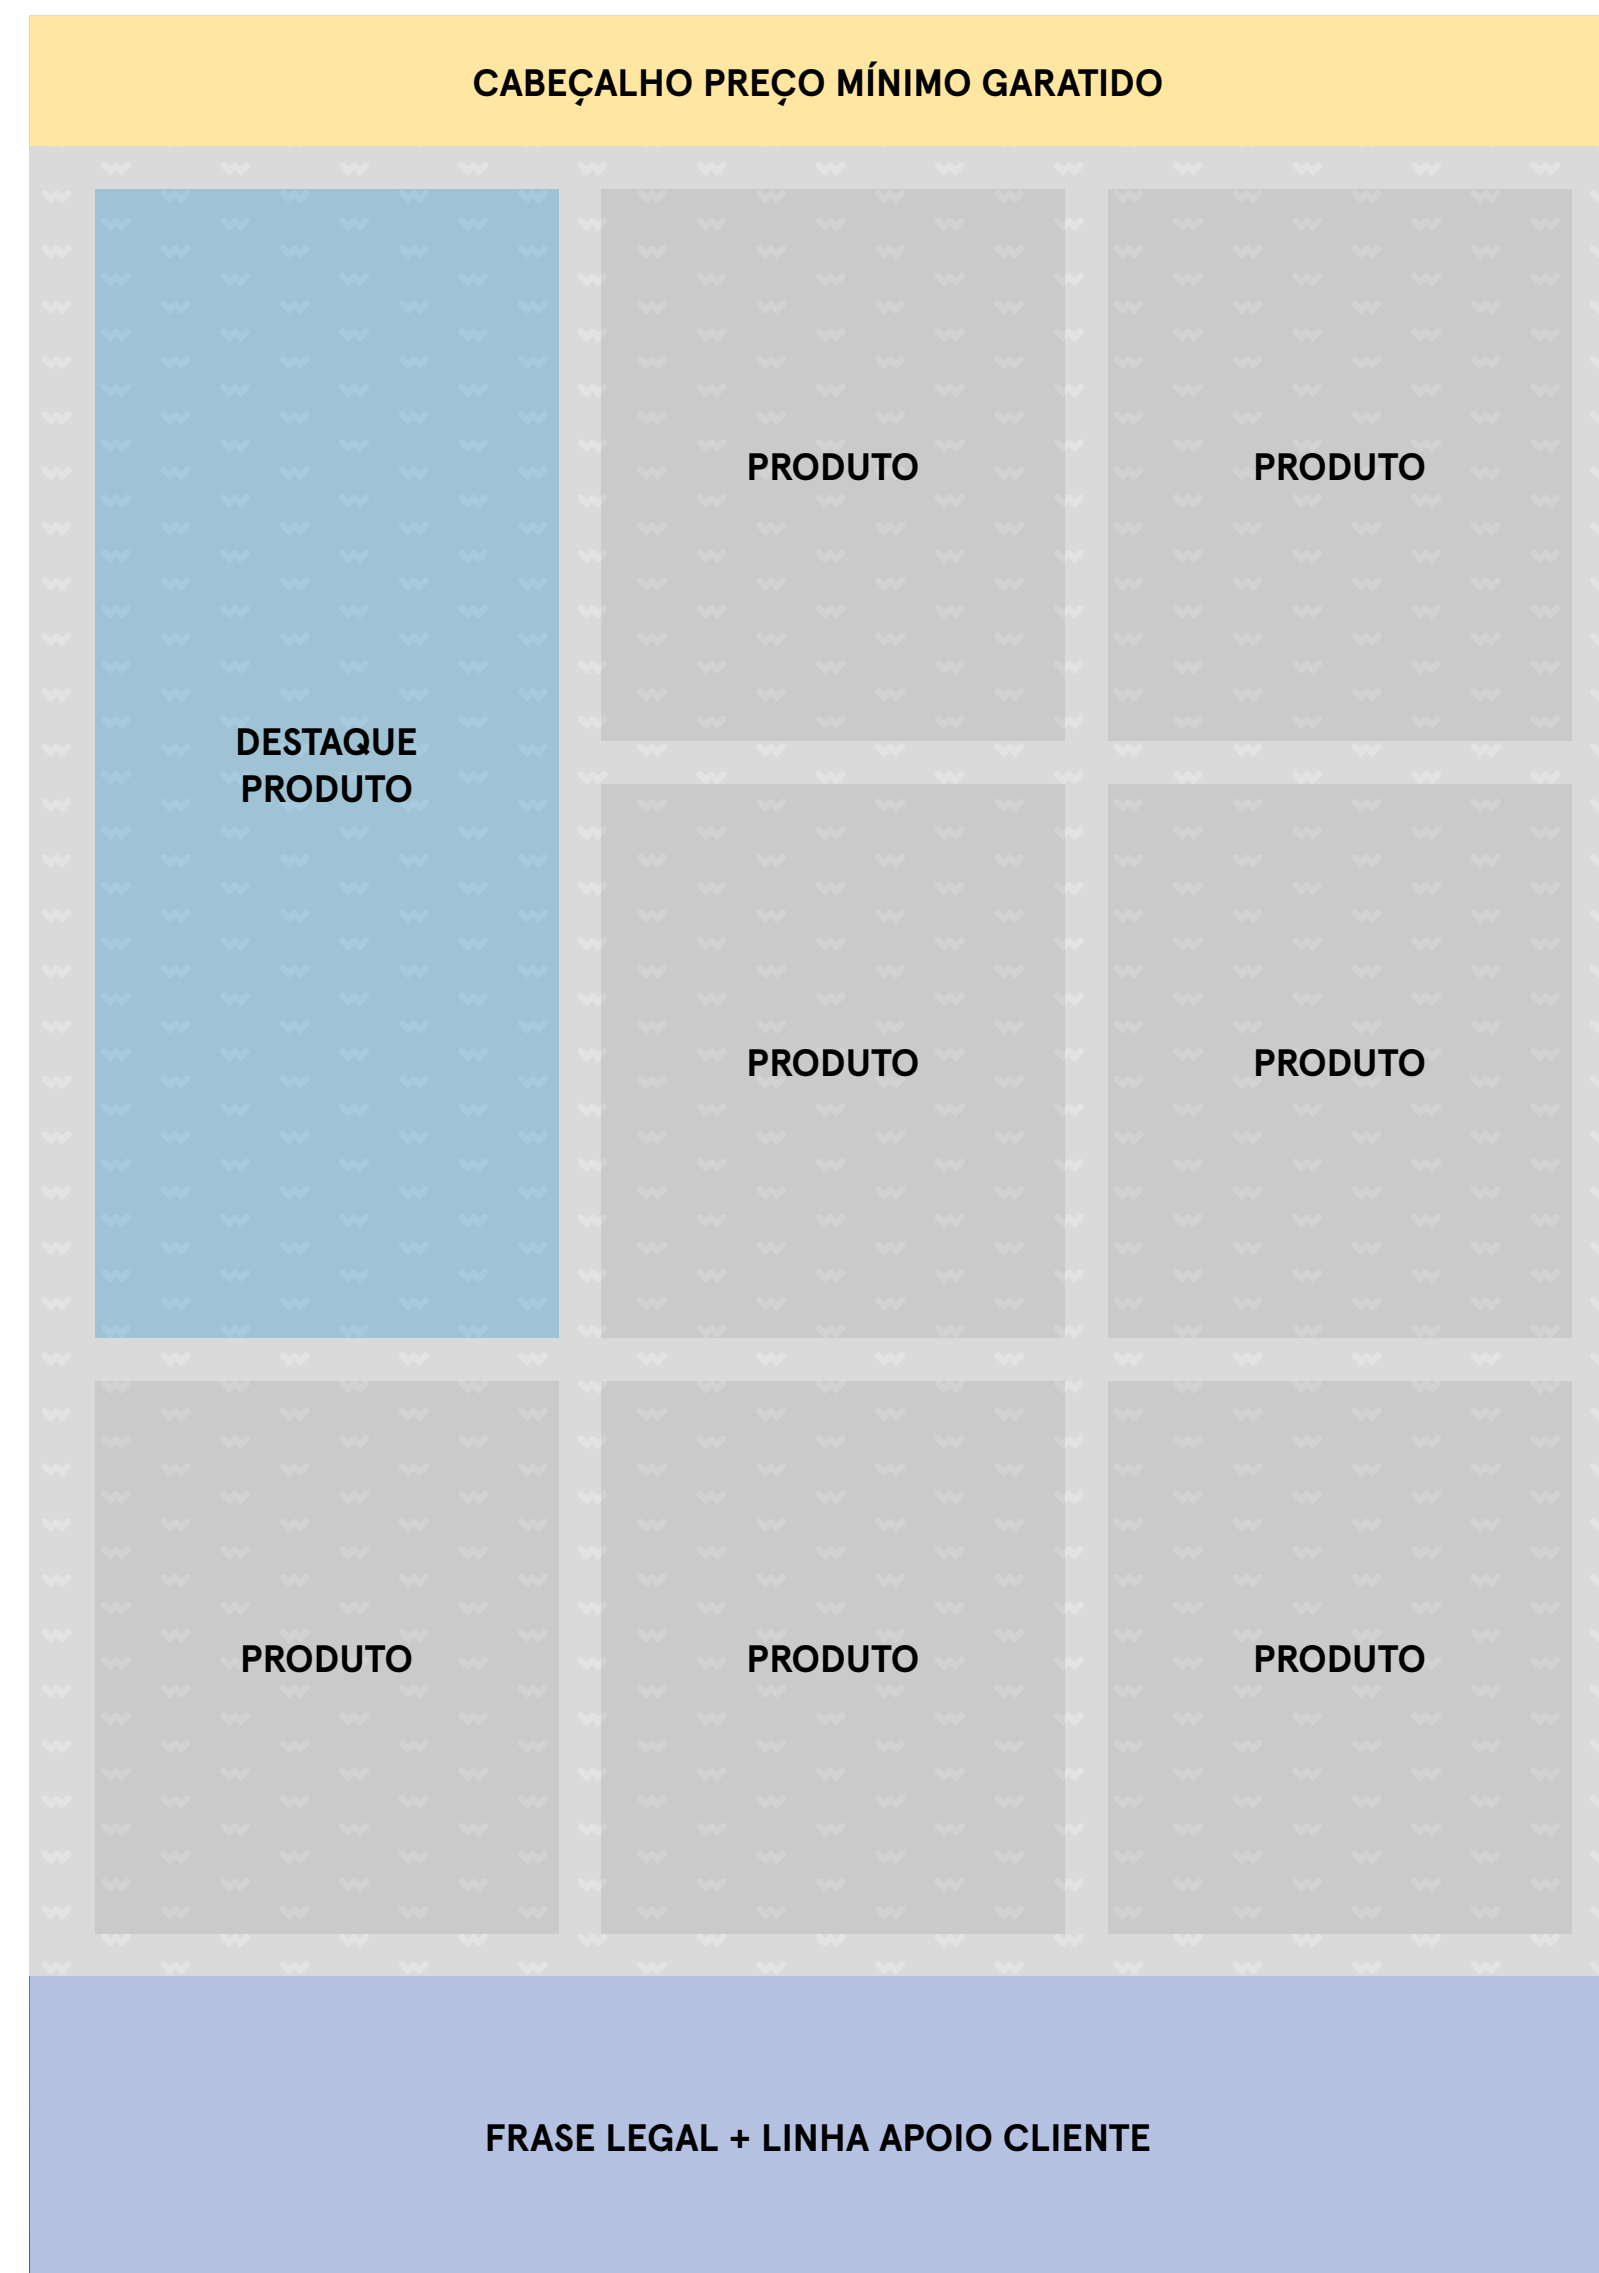 CABEÇALHO PREÇO MÍNIMO GARATIDO
DESTAQUE
PRODUTO
PRODUTO
PRODUTO
PRODUTO
PRODUTO
PRODUTO
PRODUTO
PRODUTO
FRASE LEGAL + LINHA APOIO CLIENTE